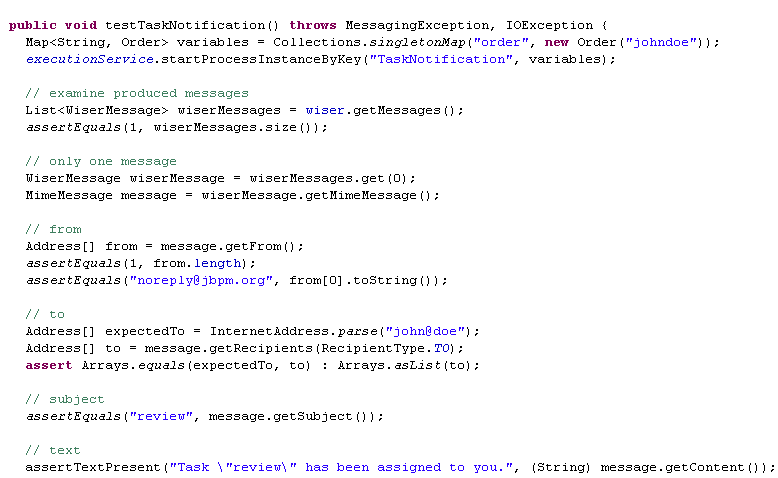 public void testTaskNotification() throws MessagingException, IOException {
Map<String, Order> variables = Collections.singletonMap("order", new Order("johndoe"));
executionService.startProcessInstanceByKey("TaskNotification", variables);
// examine produced messages
List<WiserMessage> wiserMessages = wiser.getMessages();
assertEquals(1, wiserMessages.size());
// only one message
WiserMessage wiserMessage = wiserMessages.get(0);
MimeMessage message = wiserMessage.getMimeMessage();
// from
Address[] from = message.getFrom();
assertEquals(1, from.length);
assertEquals("noreply@jbpm.org", from[0].toString());
// to
Address[] expectedTo = InternetAddress.parse("john@doe");
Address[] to = message.getRecipients(RecipientType.TO);
assert Arrays.equals(expectedTo, to) : Arrays.asList(to);
// subject
assertEquals("review", message.getSubject());
// text
assertTextPresent("Task \"review\" has been assigned to you.", (String) message.getContent());